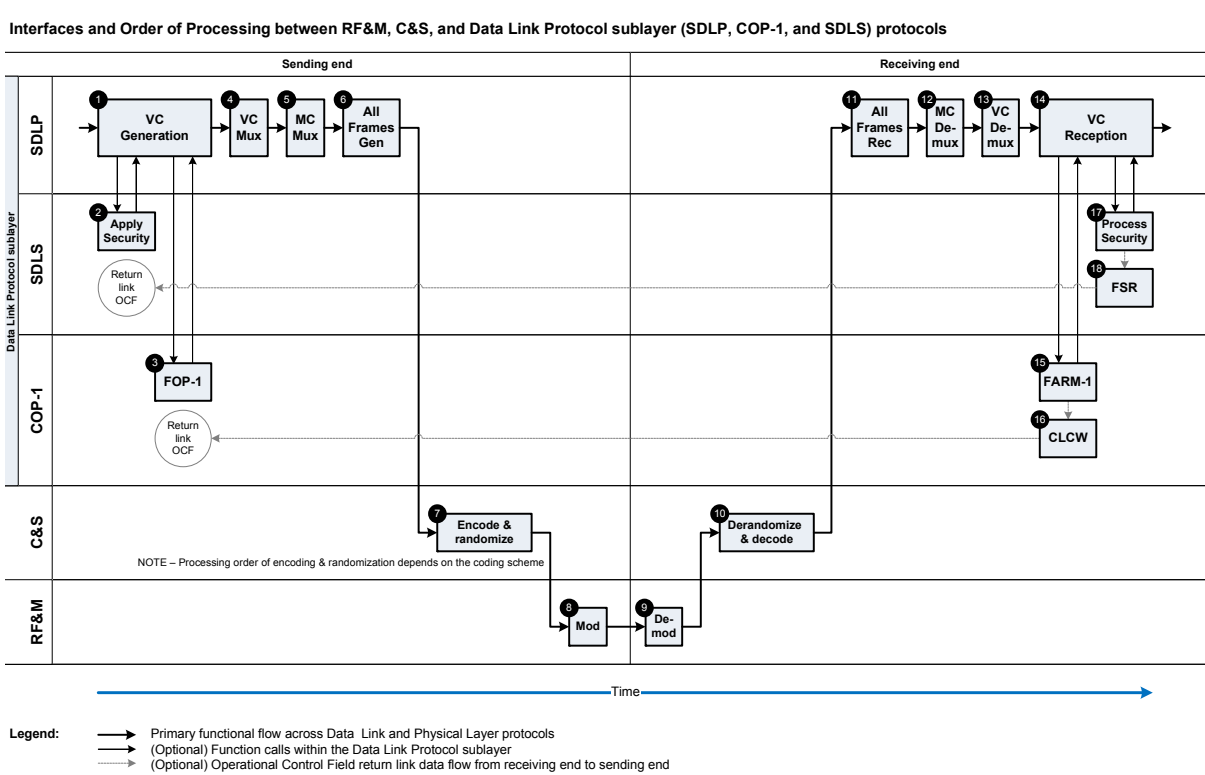 Interfaces and Order of Processing between RF&M, C&S, and Data Link Protocol sublayer (SDLP, COP-1, and SDLS) protocols
Sending end
Receiving end
Data Link Protocol sublayer
SDLP
1
VC
Generation
4
VC
Mux
5
MC
Mux
6
All
Frames
Gen
11
All
Frames
Rec
12
MC
De-
mux
13
VC
De-
mux
14
VC
Reception
SDLS
2
Apply
Security
Return
link
OCF
17
Process
Security
18
FSR
COP-1
3
FOP-1
Return
link
OCF
15
FARM-1
16
CLCW
C&S
7
Encode &
randomize
10
Derandomize
& decode
NOTE – Processing order of encoding & randomization depends on the coding scheme
RF&M
8
Mod
9
De-
mod
Time
Legend:
Primary functional flow across Data Link and Physical Layer protocols
(Optional) Function calls within the Data Link Protocol sublayer
(Optional) Operational Control Field return link data flow from receiving end to sending end